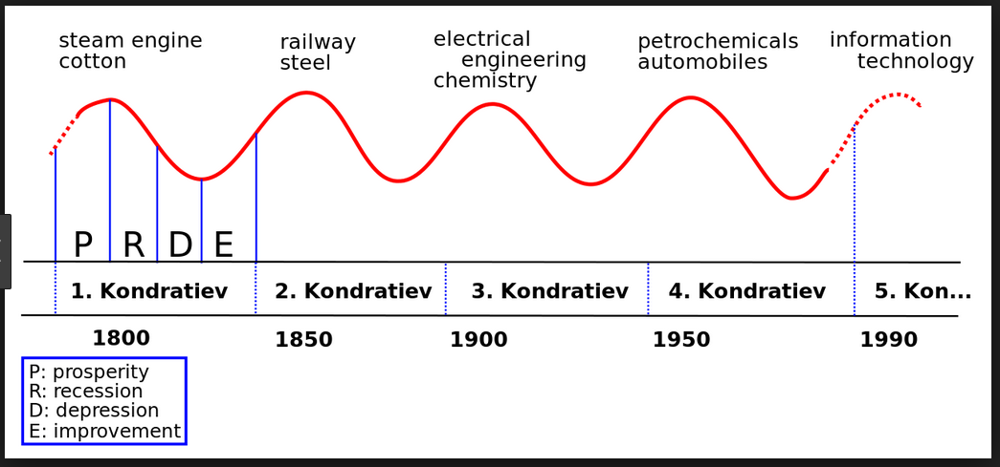 steam engine
cotton
railway
steel
electrical
engineering
chemistry
petrochemicals
automobiles
information
technology
P R D E
1. Kondratiev 2. Kondratiev 3. Kondratiev 4. Kondratiev 5. Kon...
1800 1850 1900 1950 1990
P: prosperity
R: recession
D: depression
E: improvement